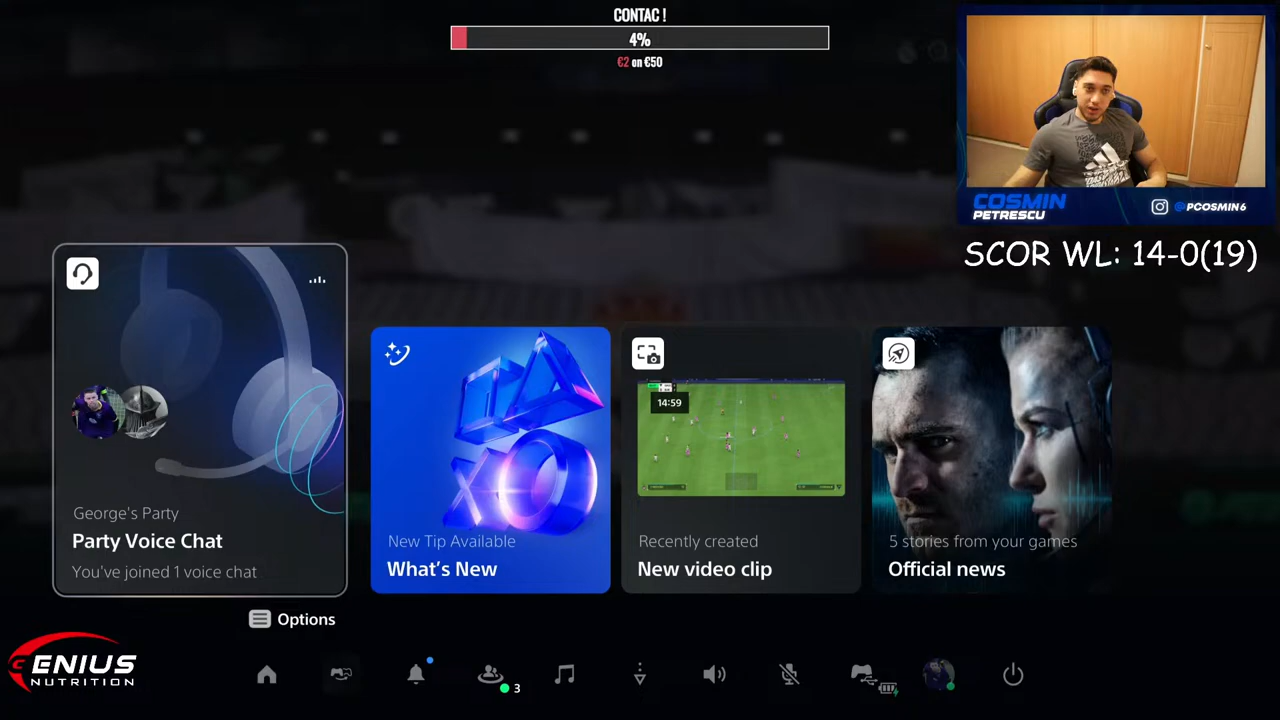 CONTAC !
4%
€2 on €50
COSMIN
PETRESCU
@PCOSMIN6
SCOR WL: 14-0(19)
George's Party
Party Voice Chat
You've joined 1 voice chat
Options
New Tip Available
What's New
14:59
Recently created
New video clip
5 stories from your games
Official news
GENIUS
NUTRITION
3